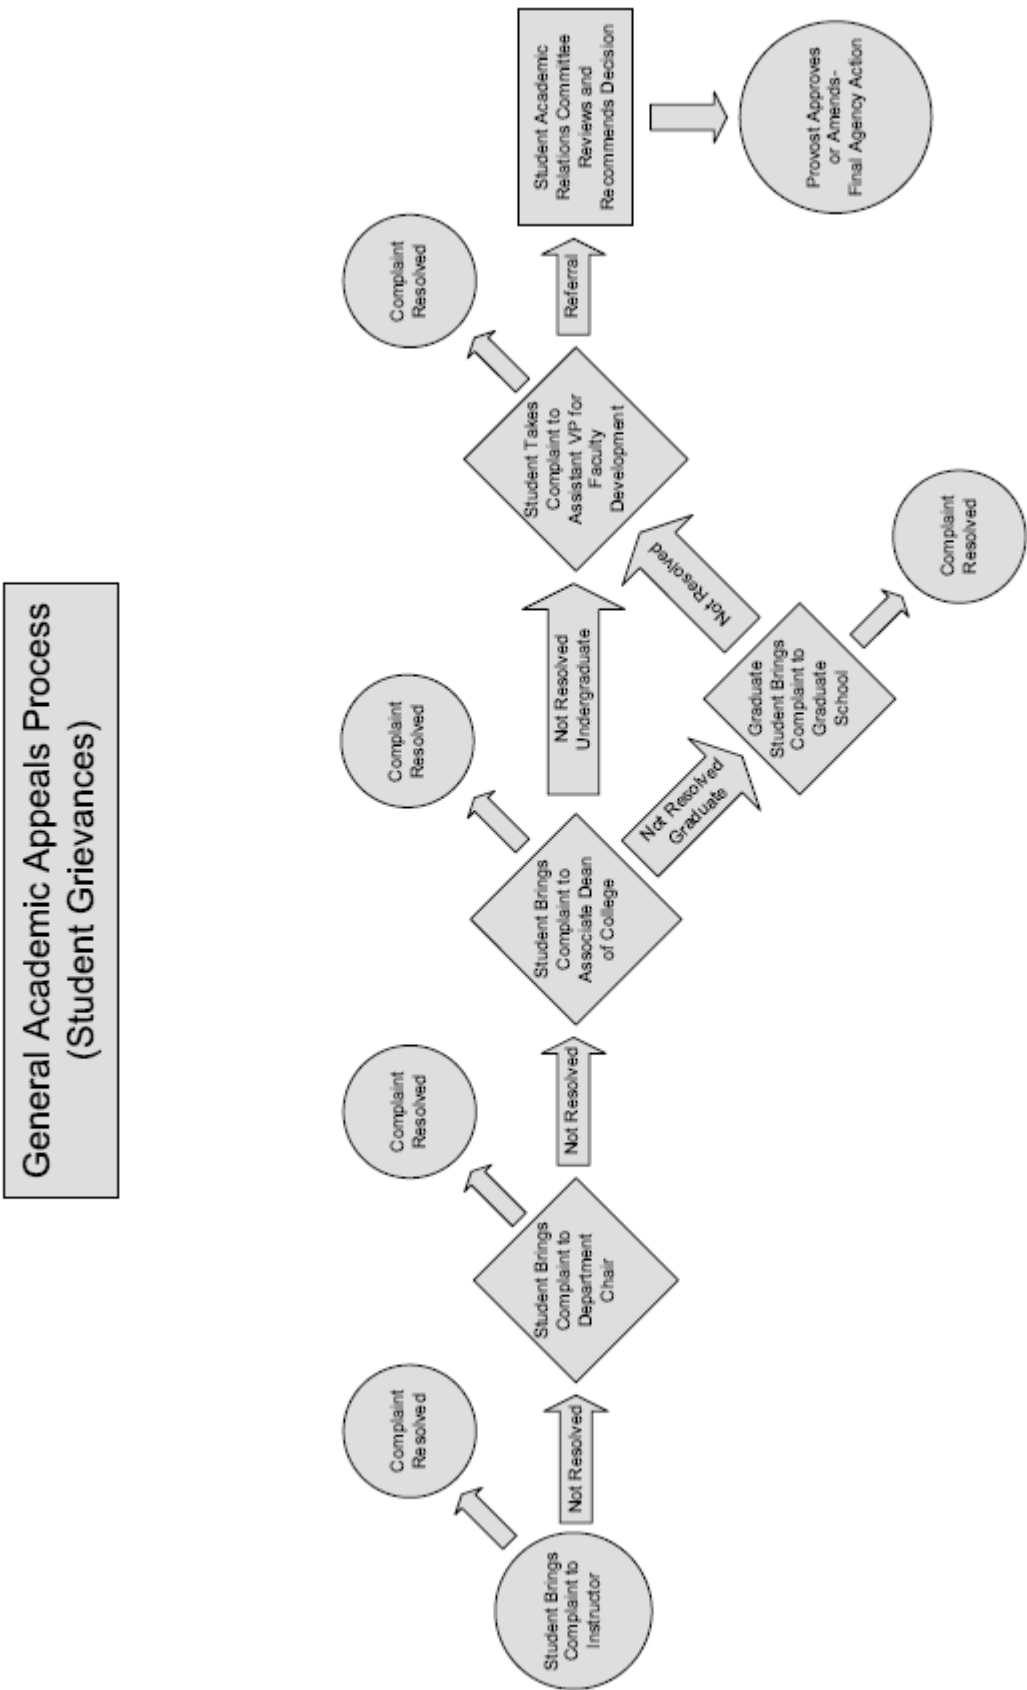 General Academic Appeals Process
(Student Grievances)
Student Brings
Complaint to
Instructor
Complaint
Resolved
Not Resolved
Student Brings
Complaint to
Department
Chair
Complaint
Resolved
Not Resolved
Student Brings
Complaint to
Associate Dean
of College
Complaint
Resolved
Not Resolved
Undergraduate
Not Resolved
Graduate
Graduate
Student Brings
Complaint to
Graduate
School
Complaint
Resolved
Not Resolved
Student Takes
Complaint to
Assistant VP for
Faculty
Development
Complaint
Resolved
Referral
Student Academic
Relations Committee
Reviews and
Recommends Decision
Provost Approves
or Amends-
Final Agency Action